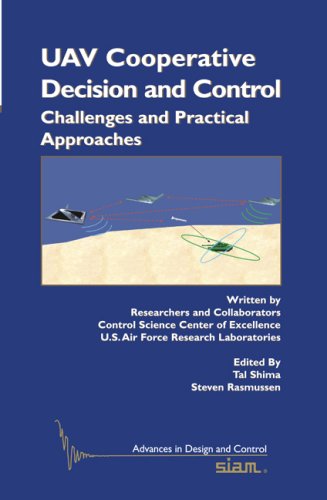 UAV Cooperative
Decision and Control
Challenges and Practical
Approaches
Written by
Researchers and Collaborators
Control Science Center of Excellence
U.S. Air Force Research Laboratories
Edited By
Tal Shima
Steven Rasmussen
Advances in Design and Control
siam